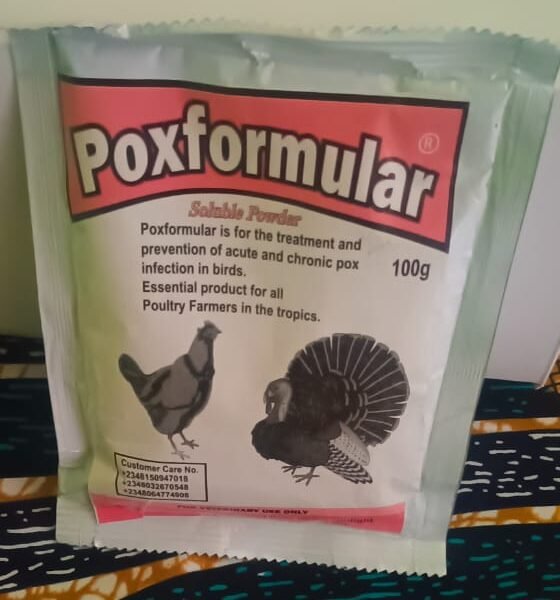 Poxformular®
Soluble Powder
Poxformular is for the treatment and
prevention of acute and chronic pox
infection in birds.
Essential product for all
Poultry Farmers in the tropics.
100g
Customer Care No.
+2348150947018
+2348032670548
+2348064774908
FOR VETERINARY USE ONLY